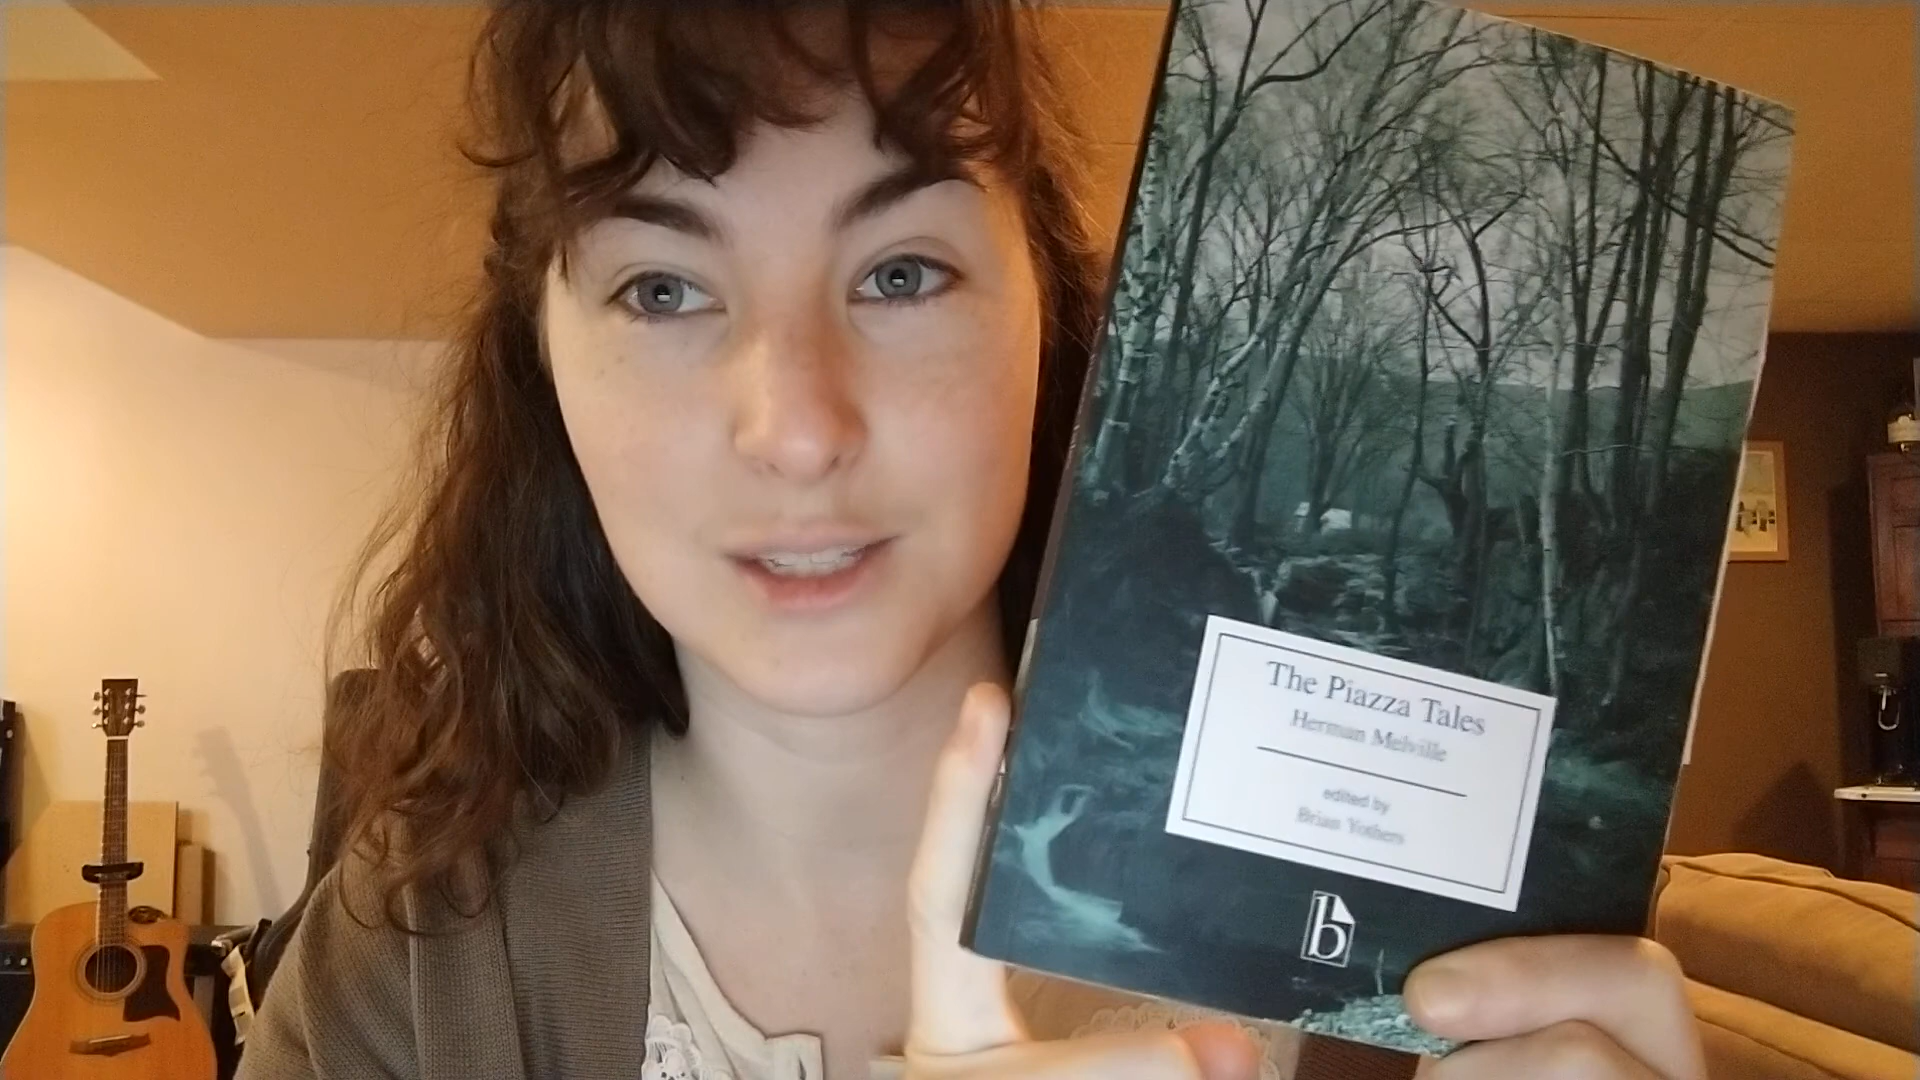 The Piazza Tales
Herman Melville
edited by
Brian Yothers
b